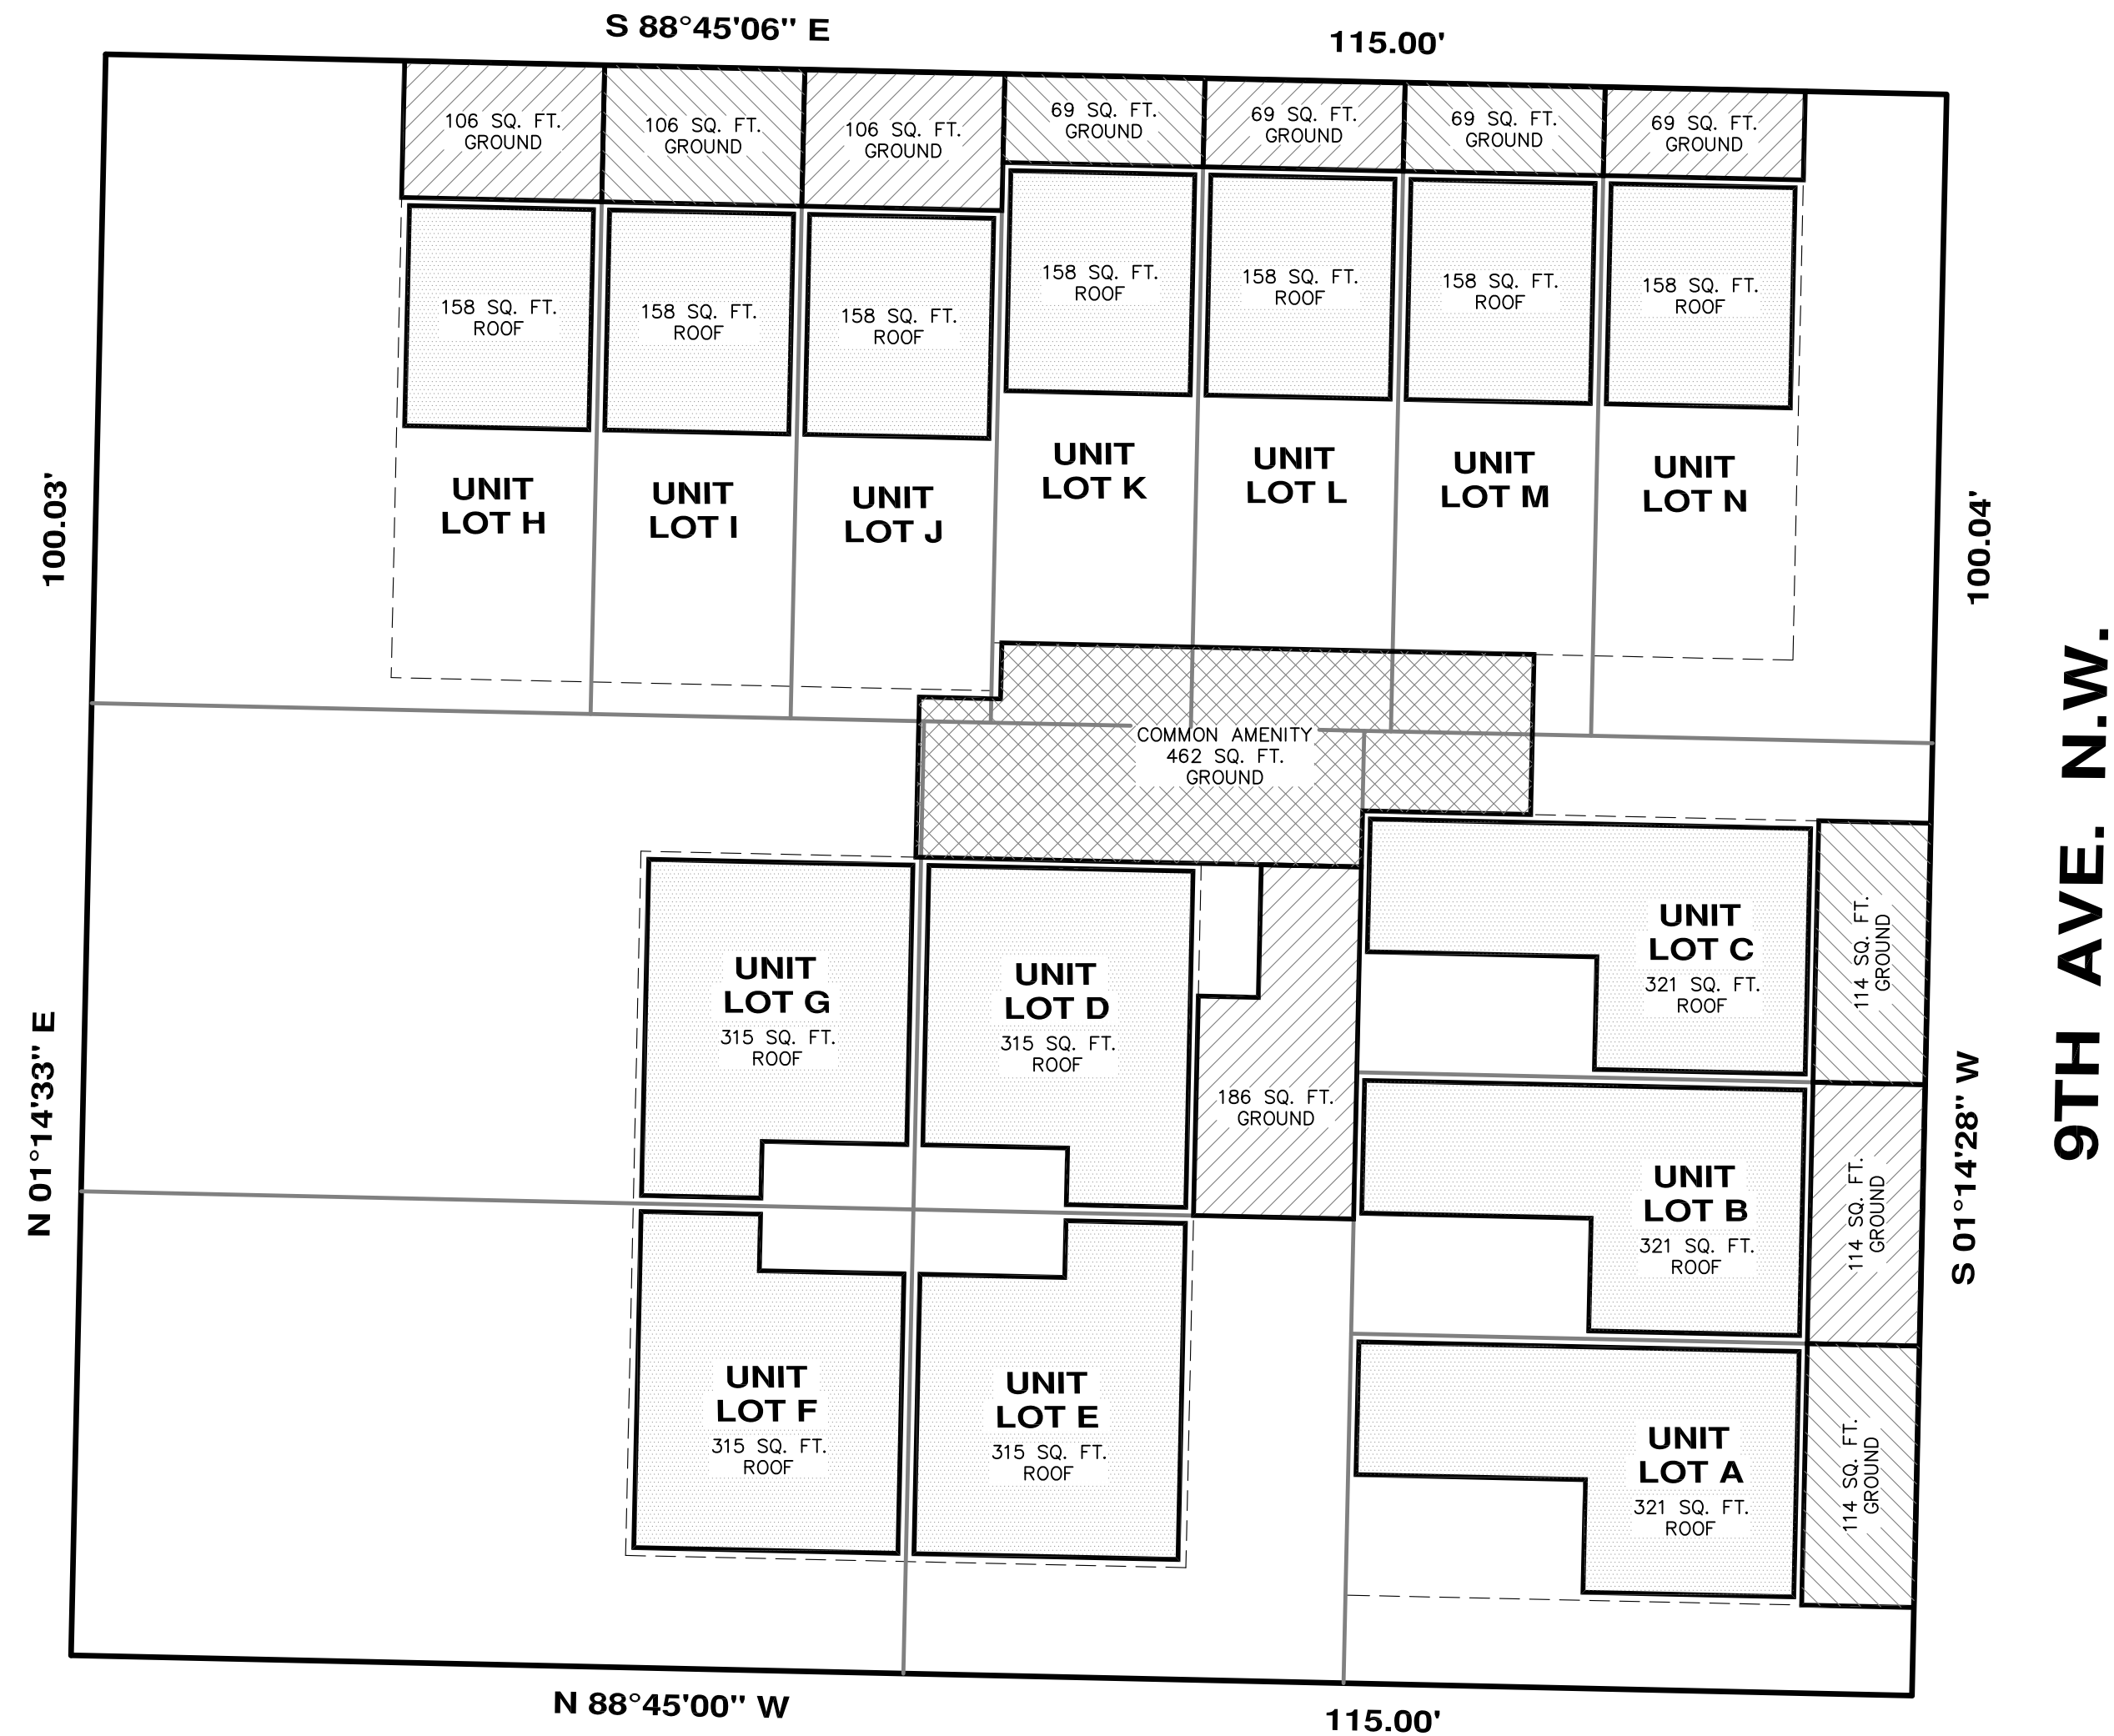 S 88°45'06" E
115.00'
106 SQ. FT.
GROUND
106 SQ. FT.
GROUND
106 SQ. FT.
GROUND
69 SQ. FT.
GROUND
69 SQ. FT.
GROUND
69 SQ. FT.
GROUND
69 SQ. FT.
GROUND
158 SQ. FT.
ROOF
158 SQ. FT.
ROOF
158 SQ. FT.
ROOF
158 SQ. FT.
ROOF
158 SQ. FT.
ROOF
158 SQ. FT.
ROOF
158 SQ. FT.
ROOF
UNIT
LOT H
UNIT
LOT I
UNIT
LOT J
UNIT
LOT K
UNIT
LOT L
UNIT
LOT M
UNIT
LOT N
100.03'
100.04'
COMMON AMENITY
462 SQ. FT.
GROUND
UNIT
LOT G
315 SQ. FT.
ROOF
UNIT
LOT D
315 SQ. FT.
ROOF
186 SQ. FT.
GROUND
UNIT
LOT C
321 SQ. FT.
ROOF
114 SQ. FT.
GROUND
UNIT
LOT B
321 SQ. FT.
ROOF
114 SQ. FT.
GROUND
UNIT
LOT F
315 SQ. FT.
ROOF
UNIT
LOT E
315 SQ. FT.
ROOF
UNIT
LOT A
321 SQ. FT.
ROOF
114 SQ. FT.
GROUND
N 01°14'33" E
S 01°14'28" W
9TH AVE. N.W.
N 88°45'00" W
115.00'